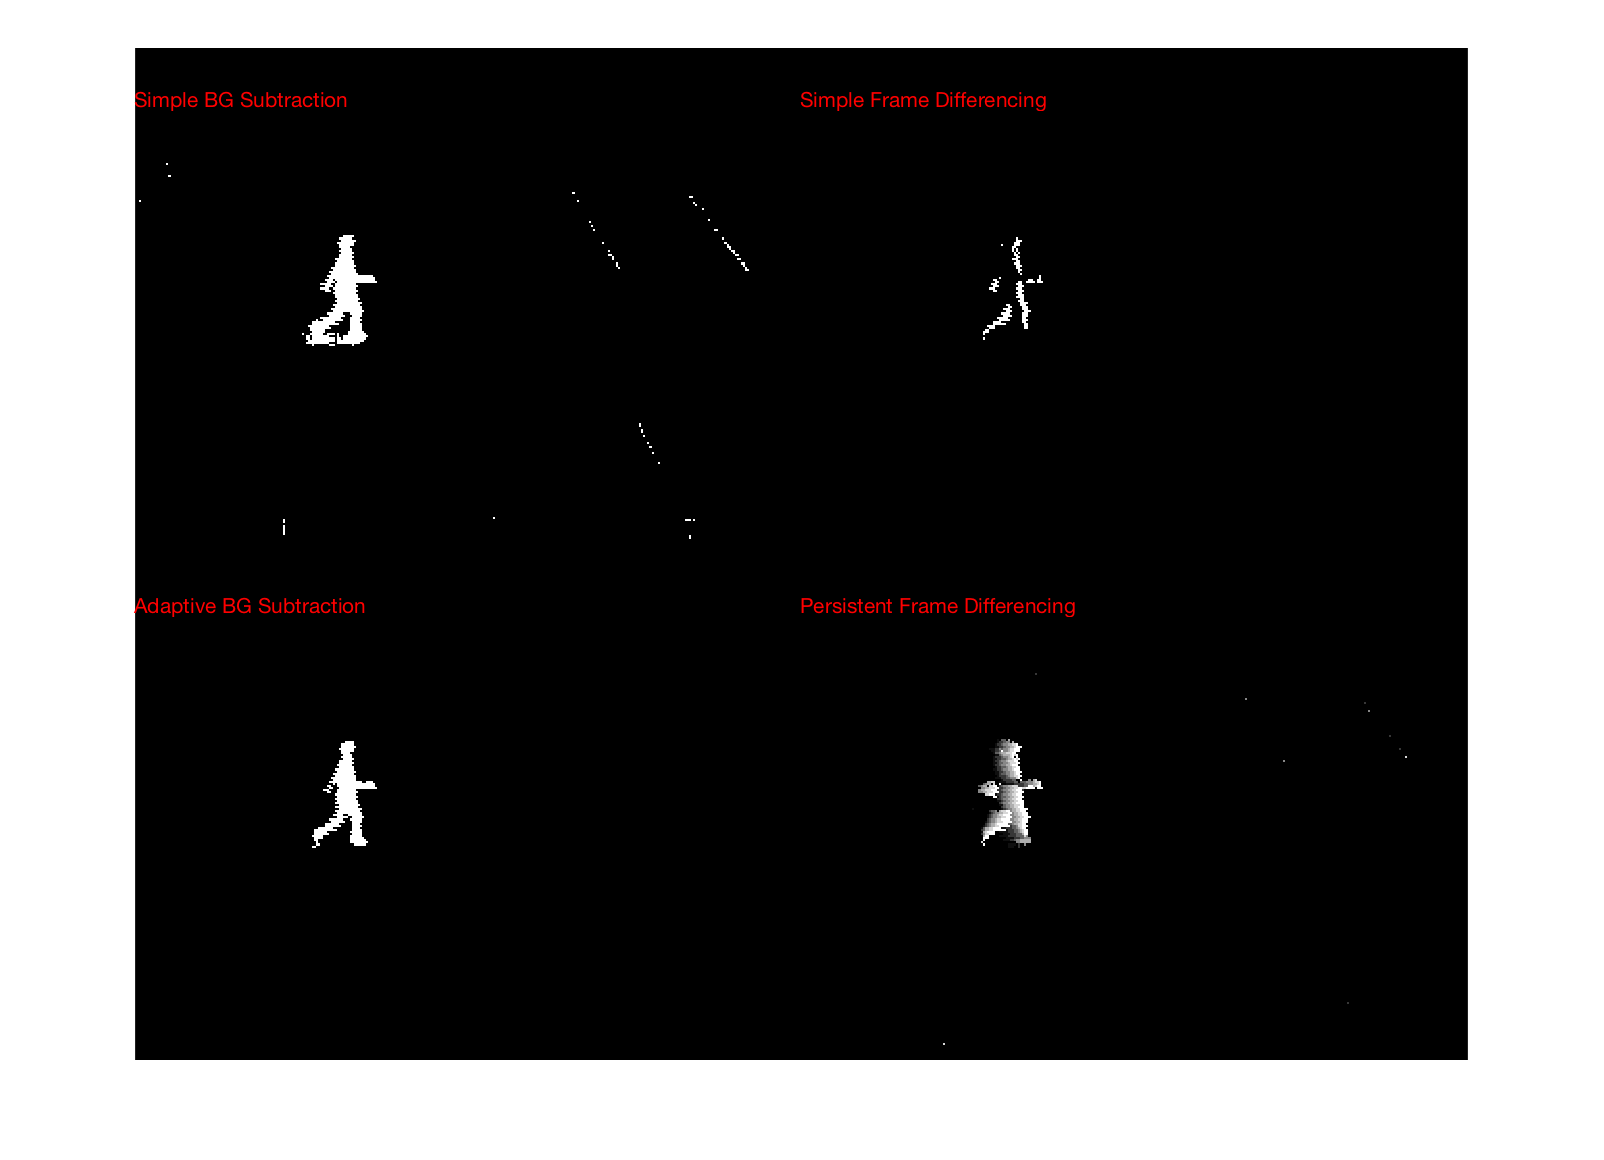 Simple BG Subtraction
Simple Frame Differencing
Adaptive BG Subtraction
Persistent Frame Differencing